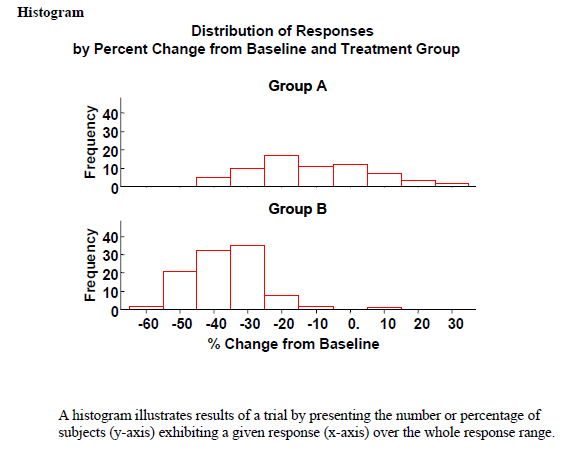 Histogram
Distribution of Responses
by Percent Change from Baseline and Treatment Group
Group A
Frequency
40
30
20
10
0
Group B
Frequency
40
30
20
10
0
-60 -50 -40 -30 -20 -10 0. 10 20 30
% Change from Baseline
A histogram illustrates results of a trial by presenting the number or percentage of
subjects (y-axis) exhibiting a given response (x-axis) over the whole response range.